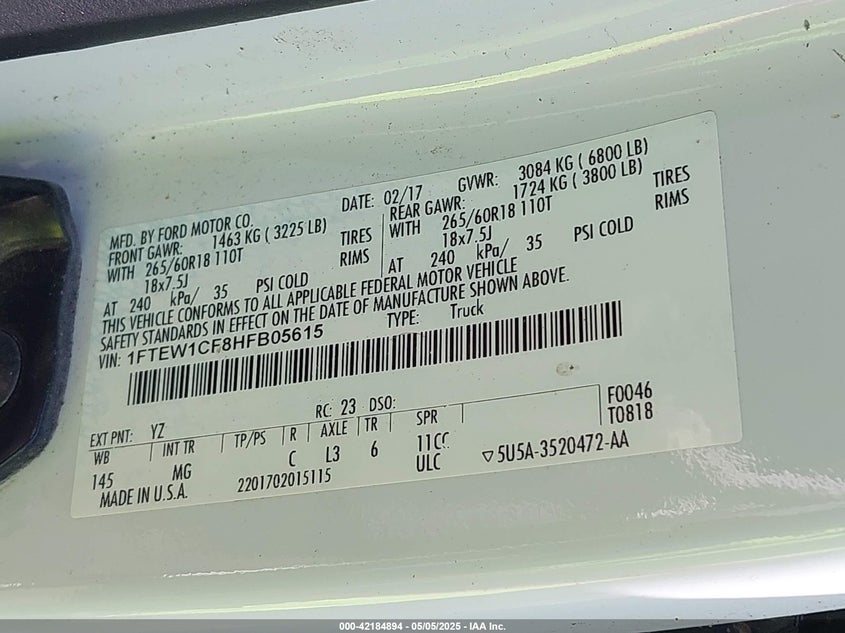 MFD. BY FORD MOTOR CO. DATE: 02/17 GVWR: 3084 KG ( 6800 LB)
FRONT GAWR: 1463 KG ( 3225 LB) REAR GAWR: 1724 KG ( 3800 LB)
WITH 265/60R18 110T TIRES WITH 265/60R18 110T TIRES
18x7.5J RIMS 18x7.5J RIMS
AT 240 kPa/ 35 PSI COLD AT 240 kPa/ 35 PSI COLD
THIS VEHICLE CONFORMS TO ALL APPLICABLE FEDERAL MOTOR VEHICLE
SAFETY STANDARDS IN EFFECT ON THE DATE OF MANUFACTURE SHOWN ABOVE.
VIN: 1FTEW1CF8HFB05615 TYPE: Truck
EXT PNT: YZ RC: 23 DSO: F0046
WB INT TR TP/PS R AXLE TR SPR T0818
145 MG C L3 6 11CC
ULC ▽5U5A-3520472-AA
MADE IN U.S.A. 2201702015115
000-42184894 - 05/05/2025 - IAA Inc.